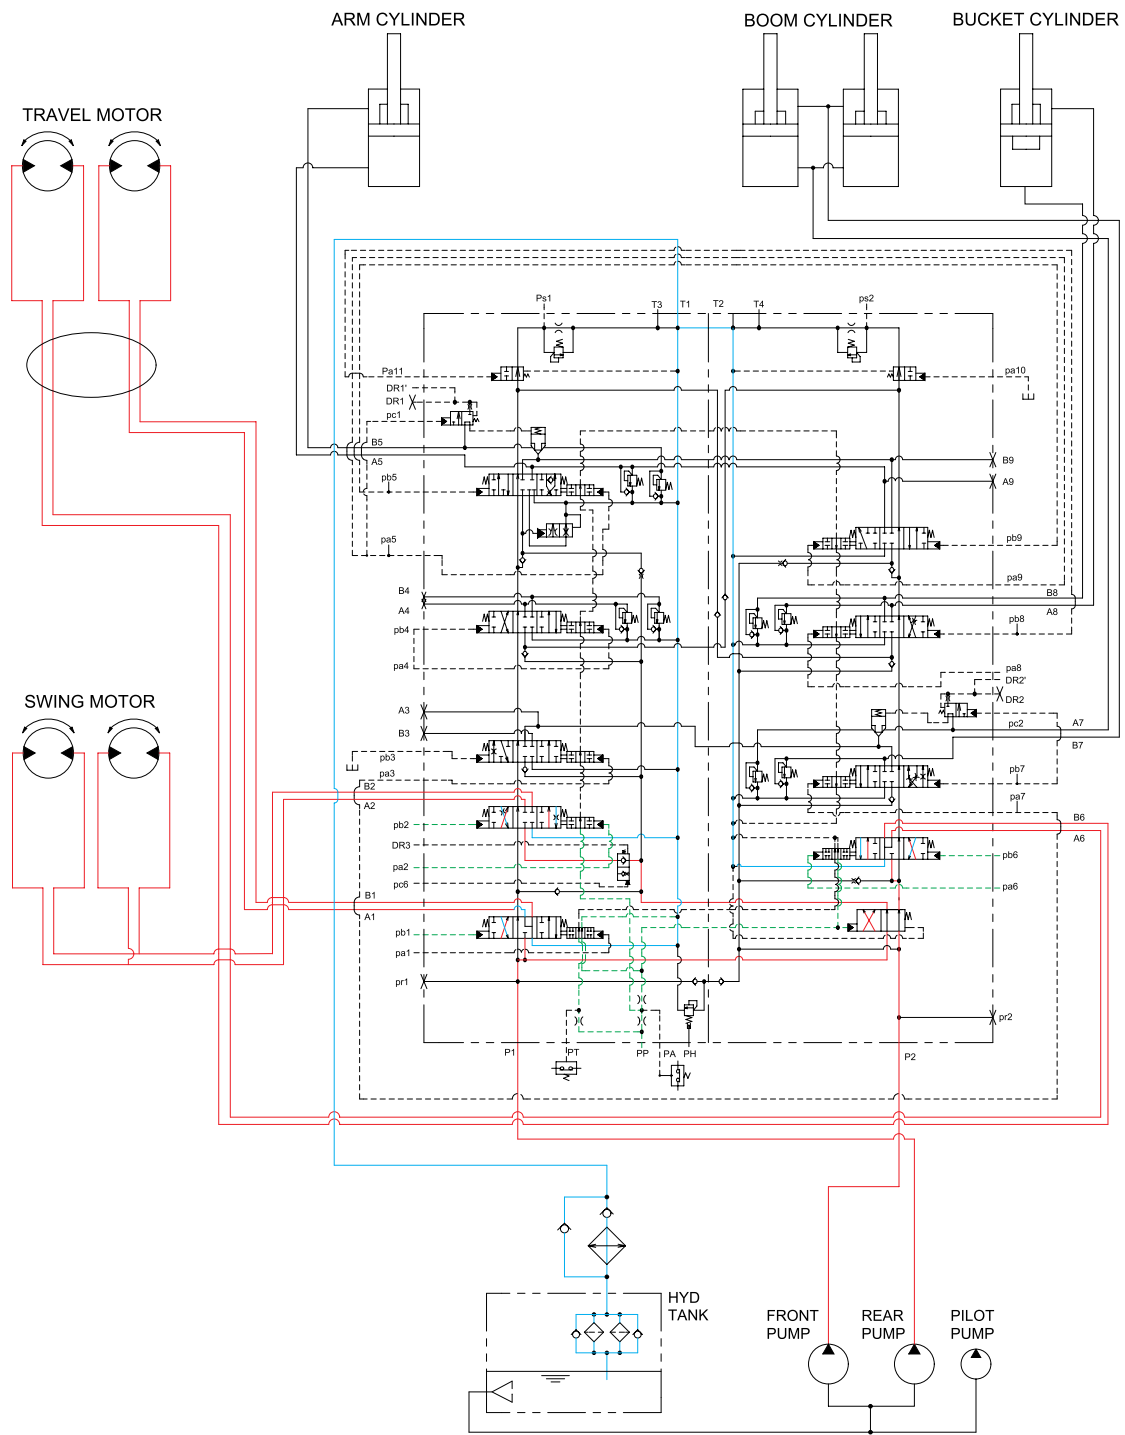 ARM CYLINDER
BOOM CYLINDER
BUCKET CYLINDER
TRAVEL MOTOR
Ps1
T3
T1
T2
T4
ps2
Pa11
pa10
DR1'
DR1
pc1
B5
A5
B9
pb5
A9
pa5
pb9
pa9
B4
B8
A4
A8
pb4
pb8
pa4
pa8
DR2'
SWING MOTOR
DR2
A3
pc2
A7
B3
B7
pb3
pa3
pb7
B2
pa7
A2
B6
pb2
A6
DR3
pb6
pa2
pc6
pa6
B1
A1
pb1
pa1
pr1
pr2
P1
PT
PP
PA
PH
P2
HYD
TANK
FRONT
PUMP
REAR
PUMP
PILOT
PUMP